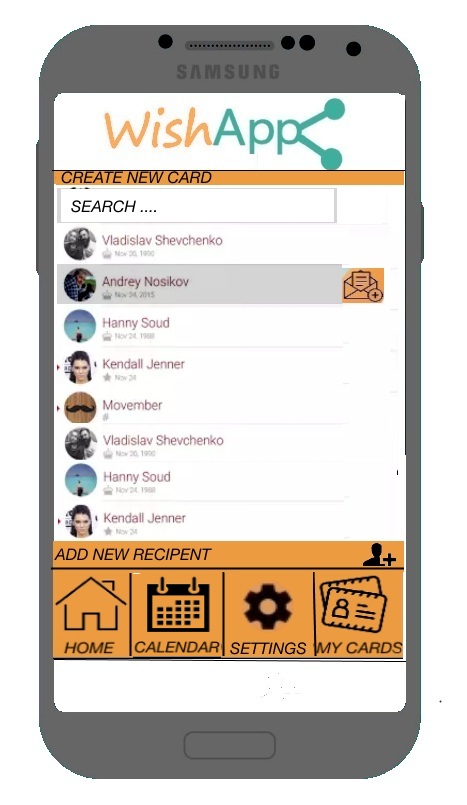 SAMSUNG
WishApp
CREATE NEW CARD
SEARCH ....
Vladislav Shevchenko
Nov 20, 1990
Andrey Nosikov
Nov 24, 2015
Hanny Soud
Nov 24, 1988
Kendall Jenner
Nov 24
Movember
#
Vladislav Shevchenko
Nov 20, 1990
Hanny Soud
Nov 24, 1988
Kendall Jenner
Nov 24
ADD NEW RECIPENT
HOME CALENDAR SETTINGS MY CARDS